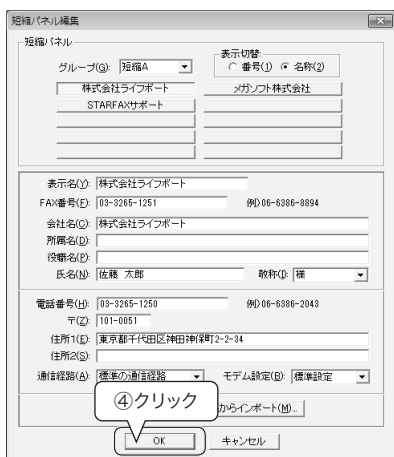 短縮パネル編集
短縮パネル
グループ(G): 短縮A
表示切替
番号(1) 名称(2)
株式会社ライフボート メガソフト株式会社
STARFAXサポート
表示名(Y): 株式会社ライフボート
FAX番号(F): 03-3265-1251 例)06-6386-8894
会社名(C): 株式会社ライフボート
所属名(D):
役職名(P):
氏名(N): 佐藤 太郎 敬称(I): 様
電話番号(H): 03-3265-1250 例)06-6386-2043
〒(Z): 101-0051
住所1(E): 東京都千代田区神田神保町2-2-34
住所2(S):
通信経路(A): 標準の通信経路 モデム設定(B): 標準設定
からインポート(M)...
④クリック
OK キャンセル